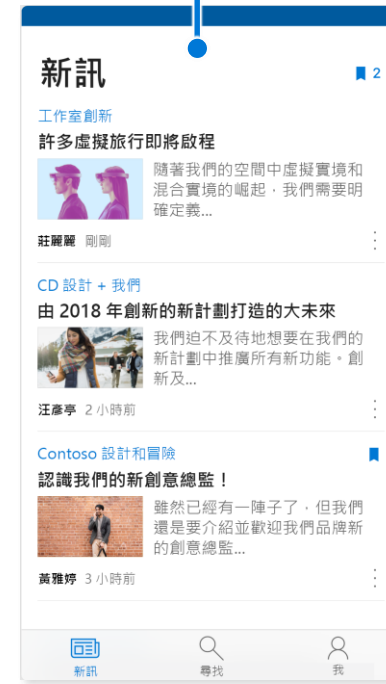 新訊
2
工作室創新
許多虛擬旅行即將啟程
隨著我們的空間中虛擬實境和
混合實境的崛起，我們需要明
確定義...
莊麗麗 剛剛
CD 設計 + 我們
由 2018 年創新的新計劃打造的大未來
我們迫不及待地想要在我們的
新計劃中推廣所有新功能。創
新及...
汪彥亭 2 小時前
Contoso 設計和冒險
認識我們的新創意總監！
雖然已經有一陣子了，但我們
還是要介紹並歡迎我們品牌新
的創意總監...
黃雅婷 3 小時前
新訊
尋找
我